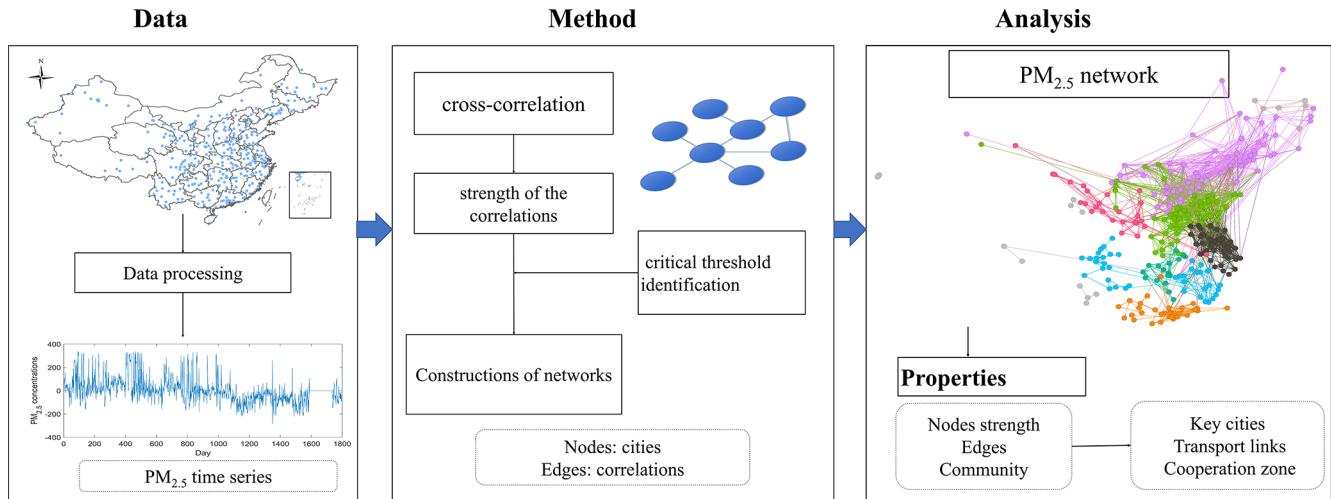 Data
Method
Analysis
N
Data processing
PM2.5 concentrations
400
200
0
-200
-400
0
200
400
600
800
1000
1200
1400
1600
1800
Day
PM2.5 time series
cross-correlation
strength of the
correlations
critical threshold
identification
Constructions of networks
Nodes: cities
Edges: correlations
PM2.5 network
Properties
Nodes strength
Edges
Community
Key cities
Transport links
Cooperation zone